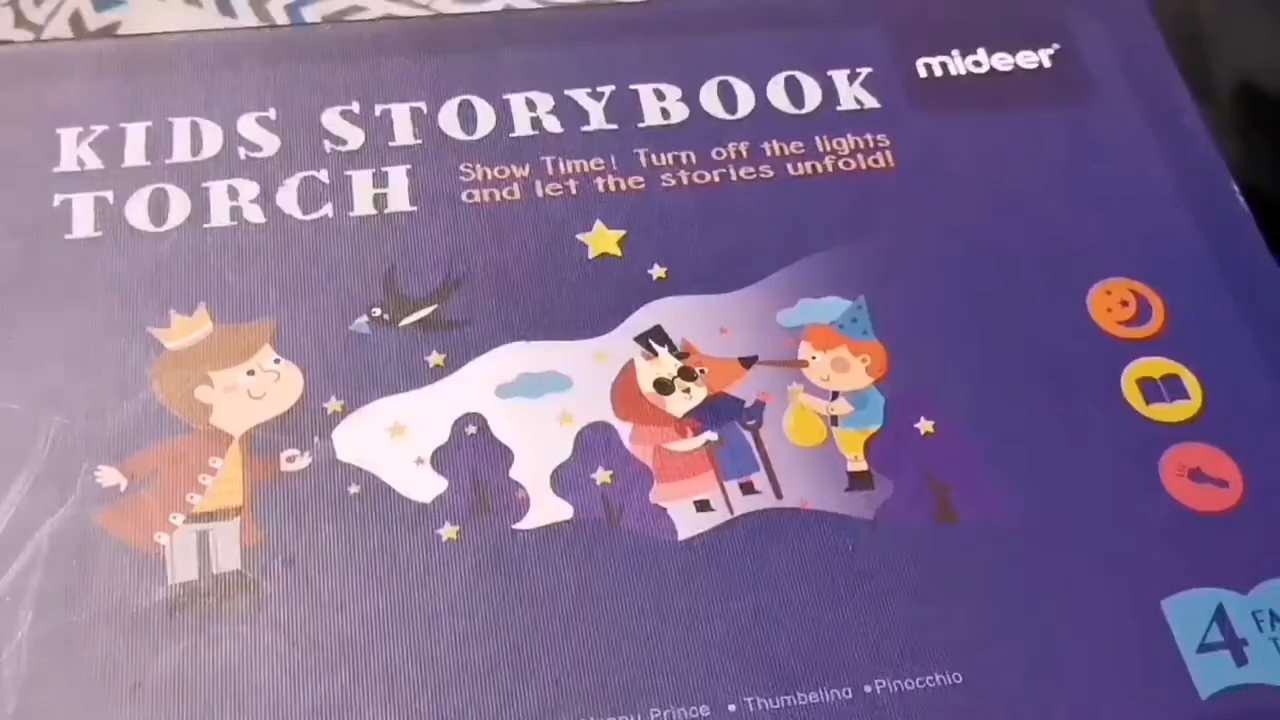 mideer
KIDS STORYBOOK
TORCH
Show Time! Turn off the lights
and let the stories unfold!
4
Prince • Thumbelina • Pinocchio